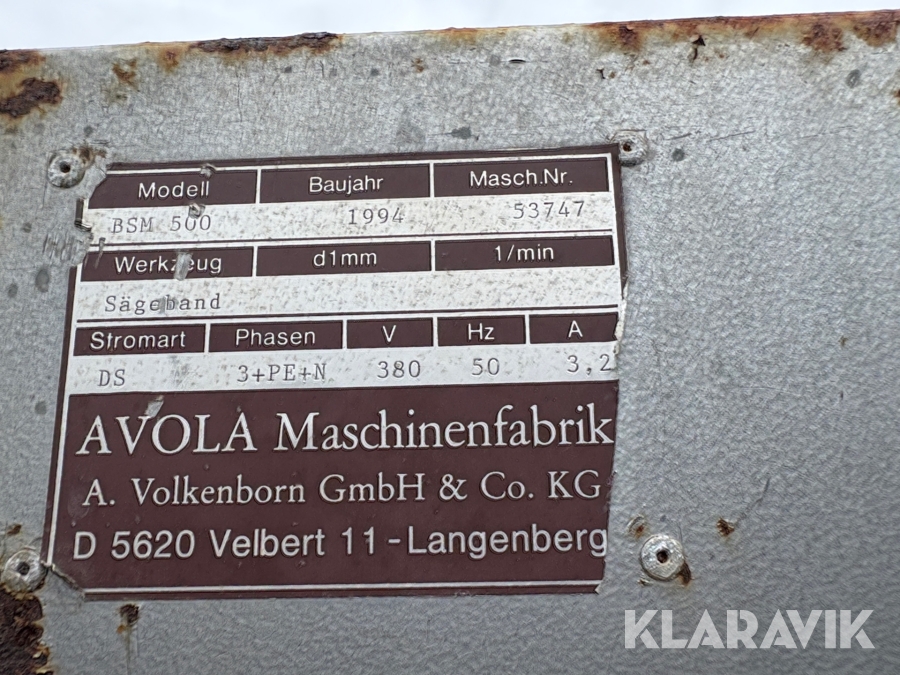 Modell Baujahr Masch.Nr.
BSM 500 1994 53747
Werkzeug d1mm 1/min
Sägeband
Stromart Phasen V Hz A
DS 3+PE+N 380 50 3,2
AVOLA Maschinenfabrik
A. Volkenborn GmbH & Co. KG
D 5620 Velbert 11-Langenberg
KLARAVIK